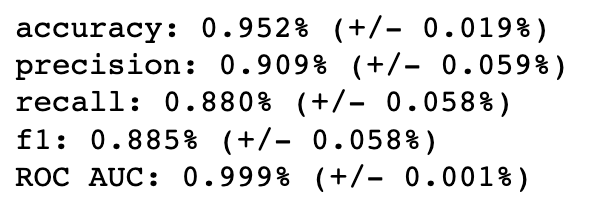 accuracy: 0.952% (+/- 0.019%)
precision: 0.909% (+/- 0.059%)
recall: 0.880% (+/- 0.058%)
f1: 0.885% (+/- 0.058%)
ROC AUC: 0.999% (+/- 0.001%)